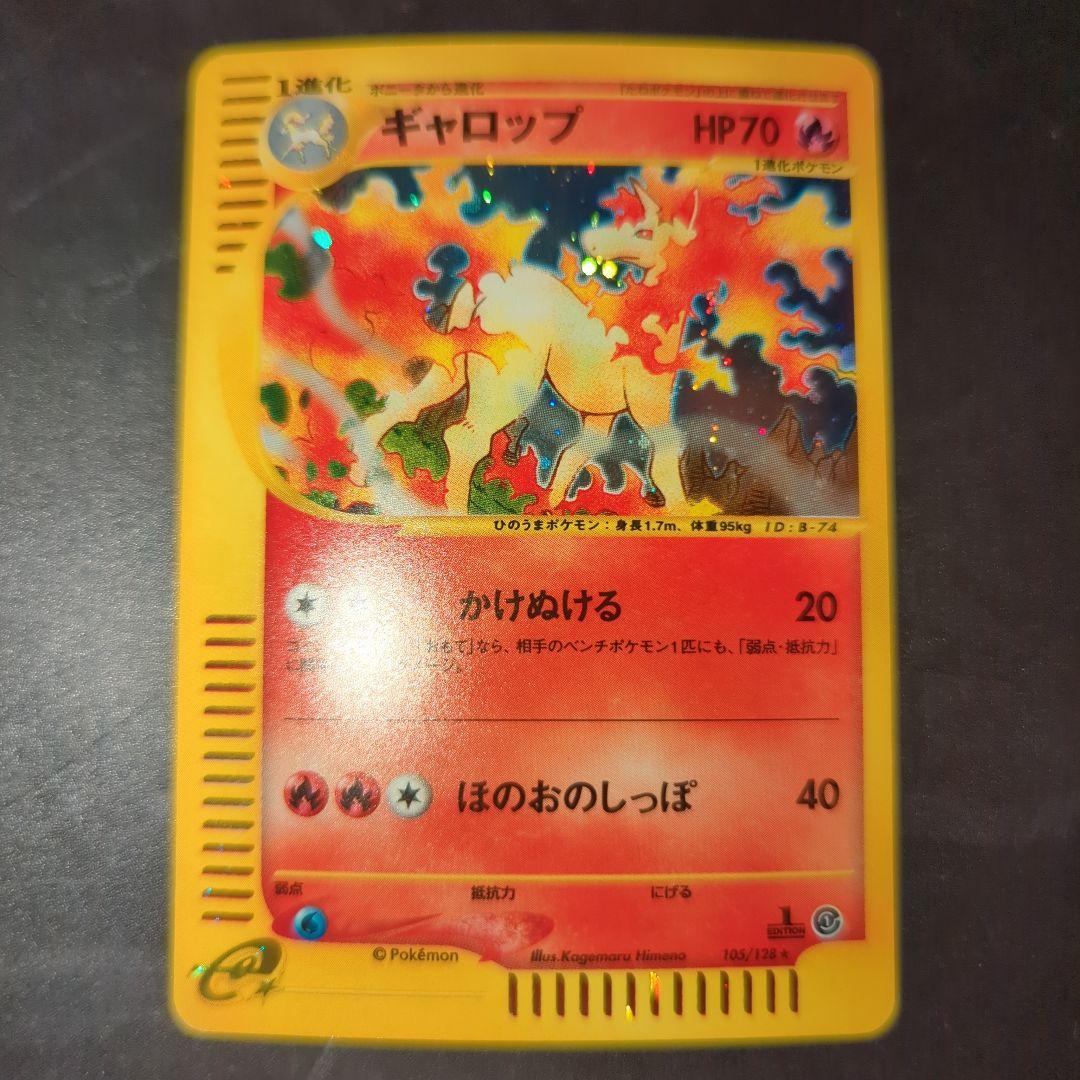 1進化 ポニータから進化
ギャロップ HP70
1進化ポケモン
ひのうまポケモン：身長1.7m、体重95kg ID:B-74
かけぬける 20
「おもて」なら、相手のベンチポケモン1匹にも、「弱点・抵抗力」
ほのおのしっぽ 40
弱点 抵抗力 にげる
1 EDITION
©Pokémon Illus.Kagemaru Himeno 105/128★
e